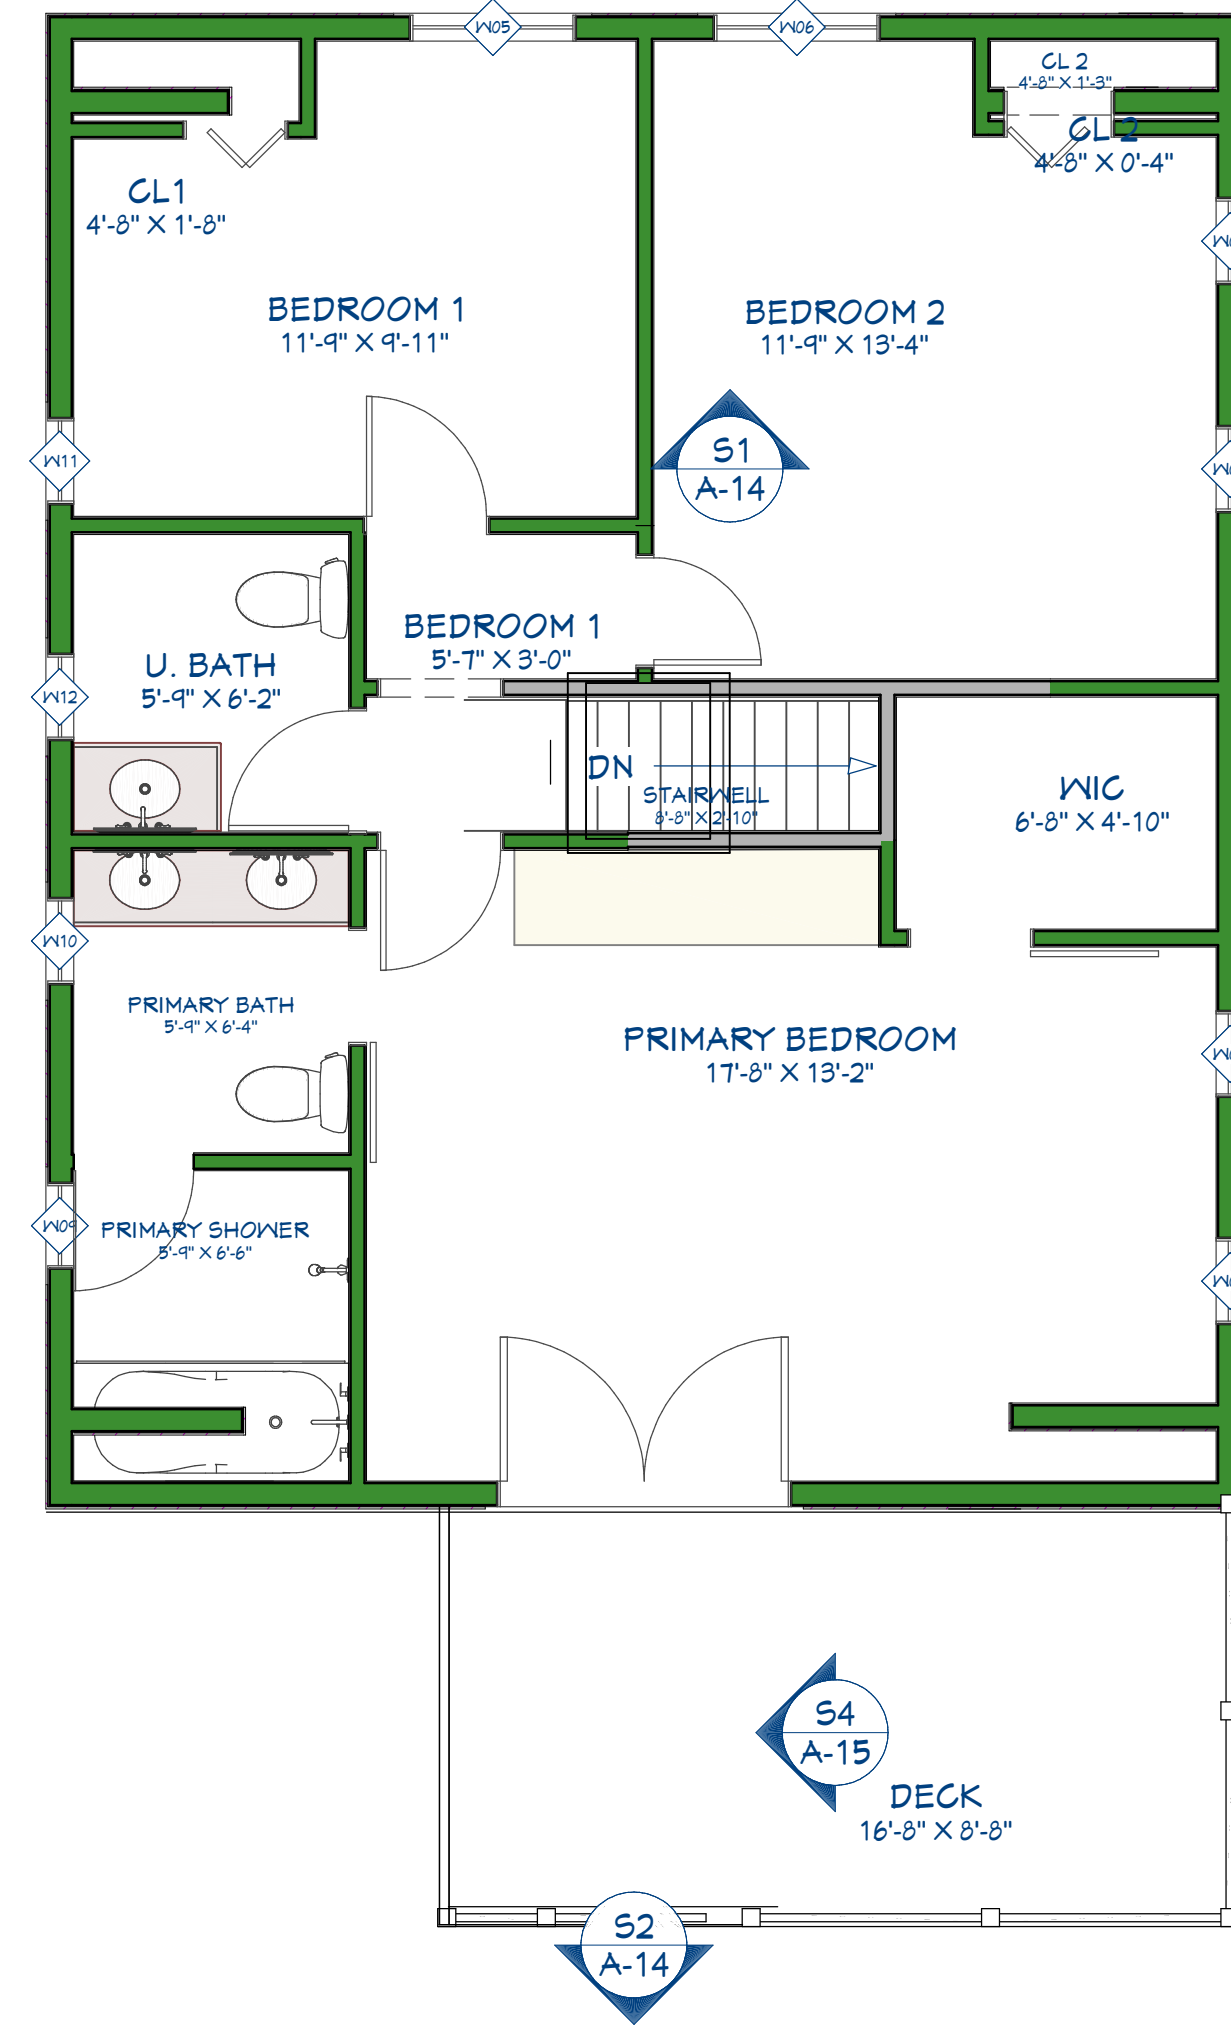 W05
W06
CL 2
4'-8" X 1'-3"
CL 2
4'-8" X 0'-4"
CL1
4'-8" X 1'-8"
BEDROOM 1
11'-9" X 9'-11"
BEDROOM 2
11'-9" X 13'-4"
W11
S1
A-14
BEDROOM 1
5'-7" X 3'-0"
U. BATH
5'-9" X 6'-2"
W12
DN
STAIRWELL
8'-8" X 2'-10"
WIC
6'-8" X 4'-10"
W10
PRIMARY BATH
5'-9" X 6'-4"
PRIMARY BEDROOM
17'-8" X 13'-2"
W09
PRIMARY SHOWER
5'-9" X 6'-6"
S4
A-15
DECK
16'-8" X 8'-8"
S2
A-14